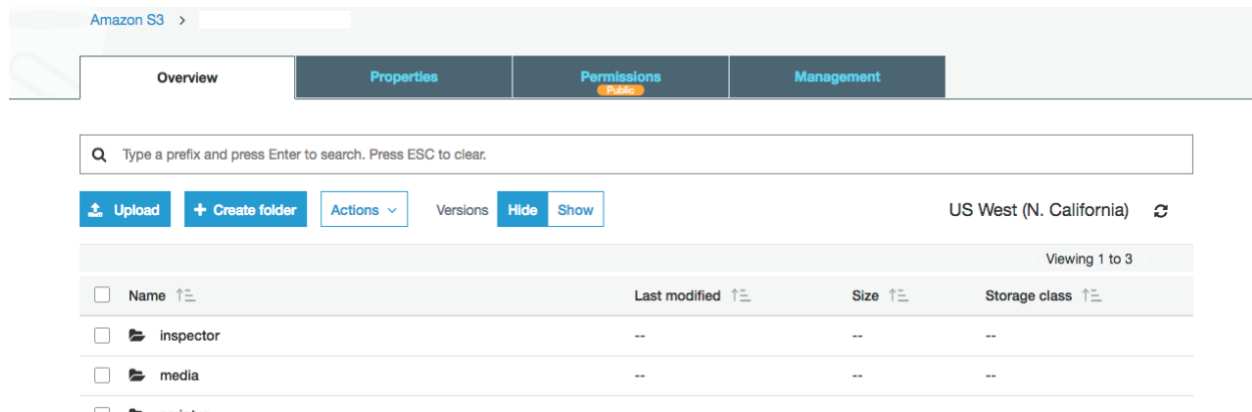 Amazon S3 >
Overview Properties Permissions Management
Public
Type a prefix and press Enter to search. Press ESC to clear.
Upload + Create folder Actions Versions Hide Show US West (N. California)
Viewing 1 to 3
Name Last modified Size Storage class
inspector -- -- --
media -- -- --